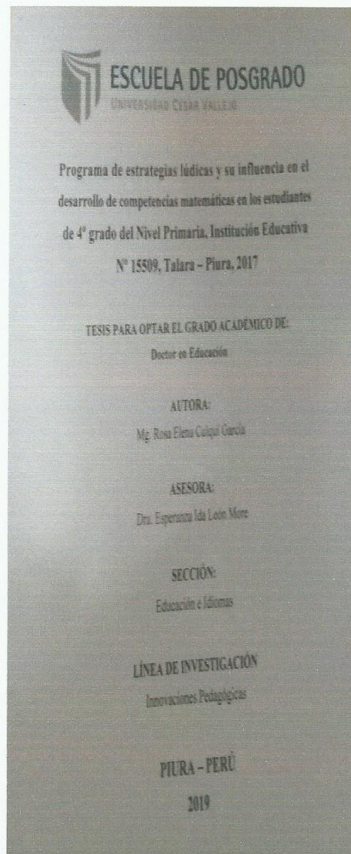 ESCUELA DE POSGRADO
UNIVERSIDAD CÉSAR VALLEJO
Programa de estrategias lúdicas y su influencia en el
desarrollo de competencias matemáticas en los estudiantes
de 4º grado del Nivel Primaria, Institución Educativa
Nº 15509, Talara – Piura, 2017
TESIS PARA OPTAR EL GRADO ACADÉMICO DE:
Doctor en Educación
AUTORA:
Mg. Rosa Elena Culqui García
ASESORA:
Dra. Esperanza Ida León More
SECCIÓN:
Educación e Idiomas
LÍNEA DE INVESTIGACIÓN
Innovaciones Pedagógicas
PIURA – PERÚ
2019